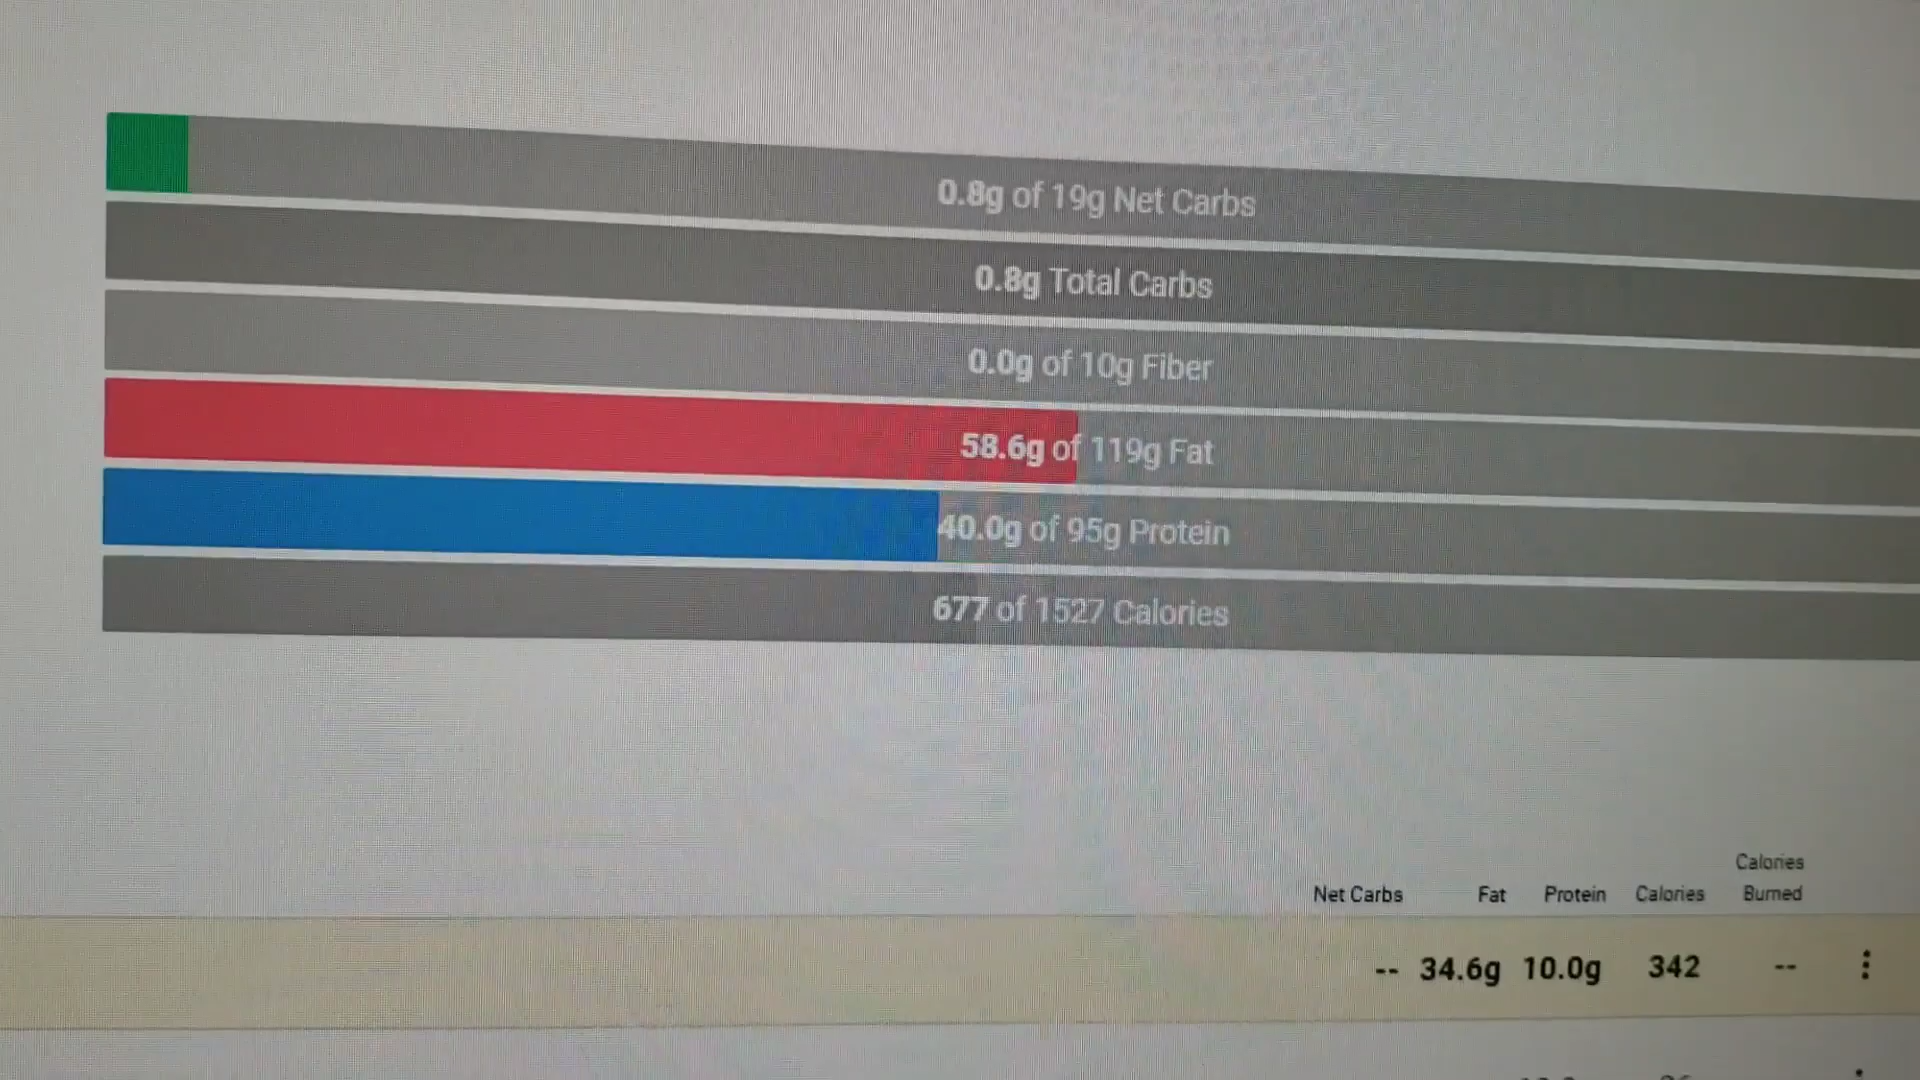 0.8g of 19g Net Carbs
0.8g Total Carbs
0.0g of 10g Fiber
58.6g of 119g Fat
40.0g of 95g Protein
677 of 1527 Calories
Net Carbs Fat Protein Calories Calories Burned
-- 34.6g 10.0g 342 --